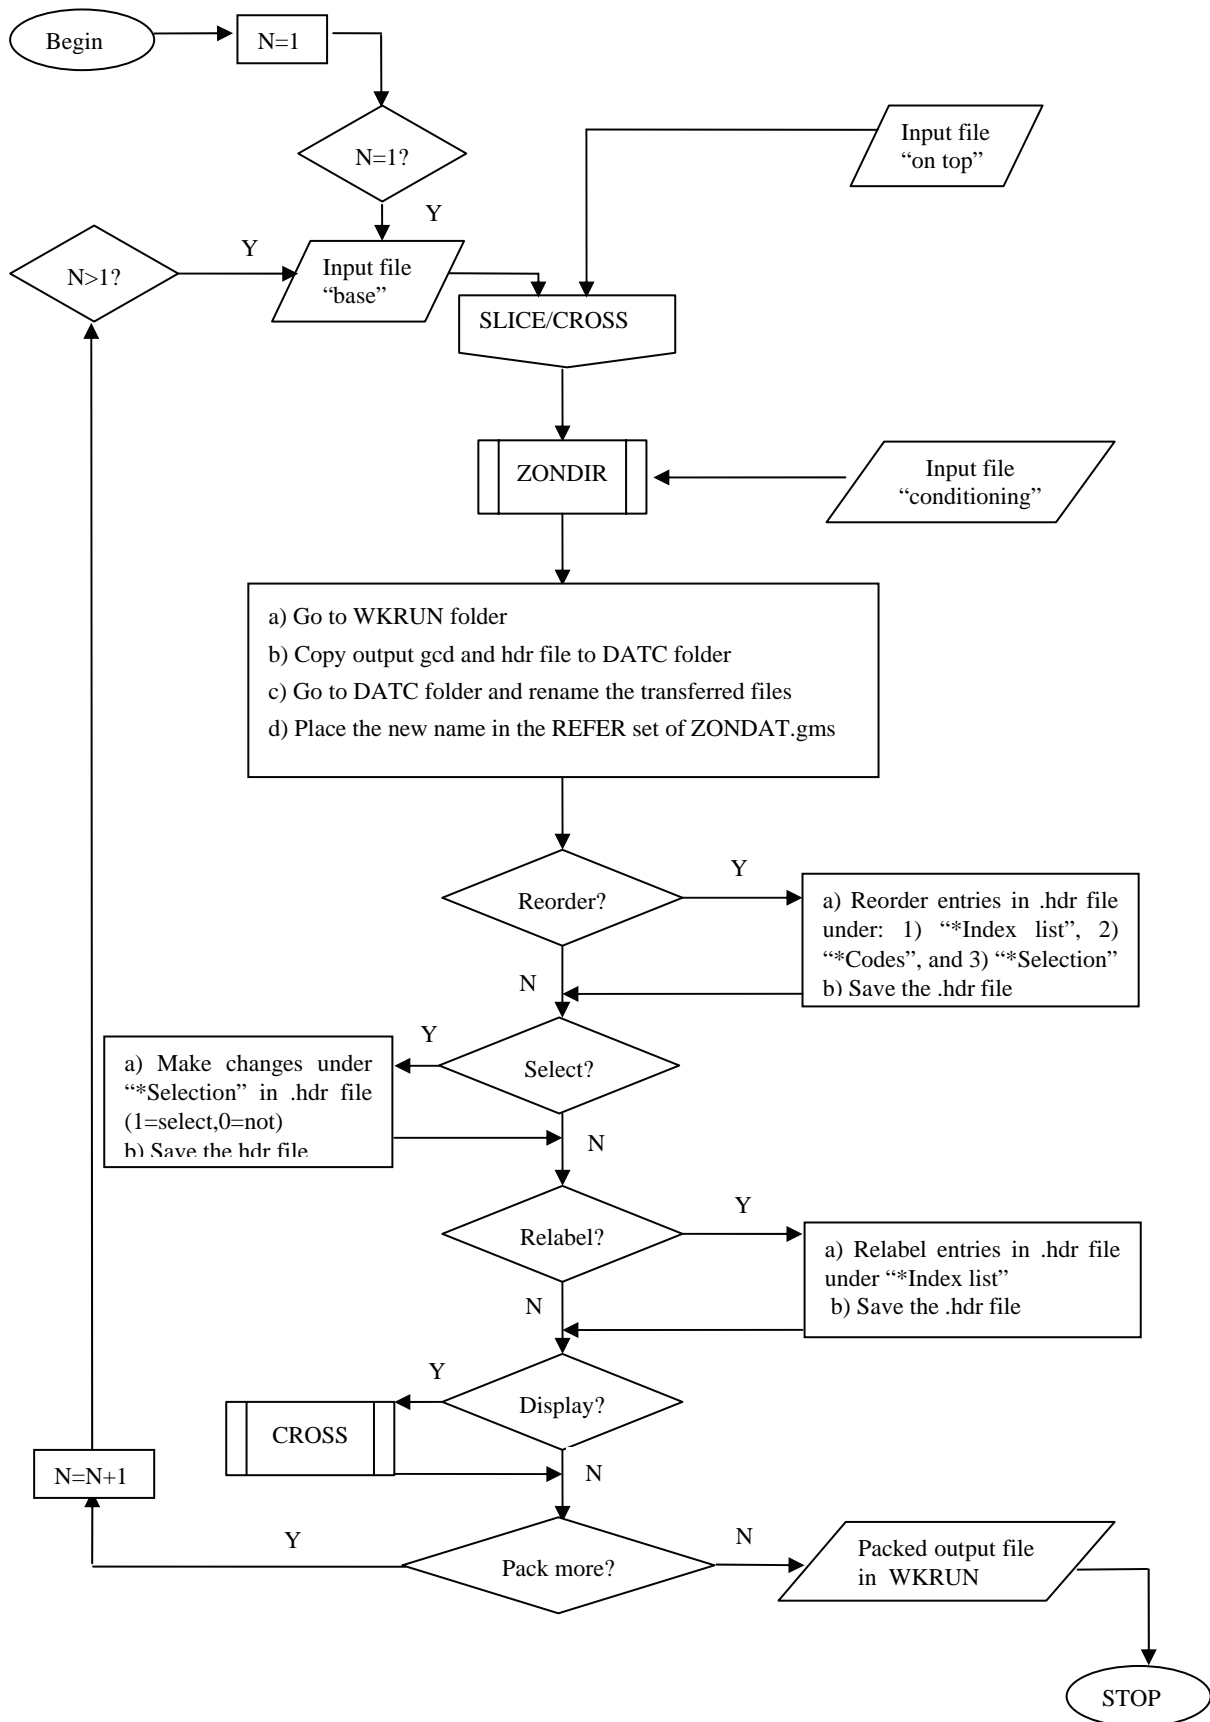 Begin
N=1
N=1?
Input file
“on top”
Y
N>1?
Y
Input file
“base”
SLICE/CROSS
ZONDIR
Input file
“conditioning”
a) Go to WKRUN folder
b) Copy output gcd and hdr file to DATC folder
c) Go to DATC folder and rename the transferred files
d) Place the new name in the REFER set of ZONDAT.gms
Reorder?
Y
a) Reorder entries in .hdr file
under: 1) “*Index list”, 2)
“*Codes”, and 3) “*Selection”
b) Save the .hdr file
N
Y
Select?
a) Make changes under
“*Selection” in .hdr file
(1=select,0=not)
b) Save the hdr file
N
Relabel?
Y
a) Relabel entries in .hdr file
under “*Index list”
b) Save the .hdr file
N
Y
Display?
CROSS
N
N=N+1
Y
Pack more?
N
Packed output file
in WKRUN
STOP